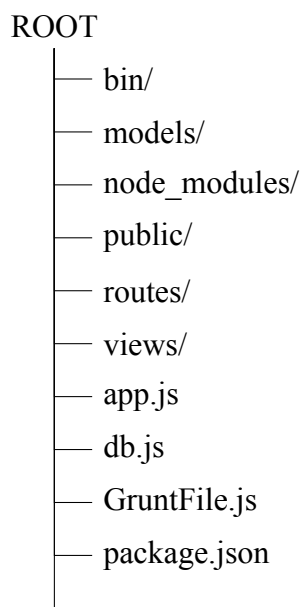 ROOT
bin/
models/
node_modules/
public/
routes/
views/
app.js
db.js
GruntFile.js
package.json